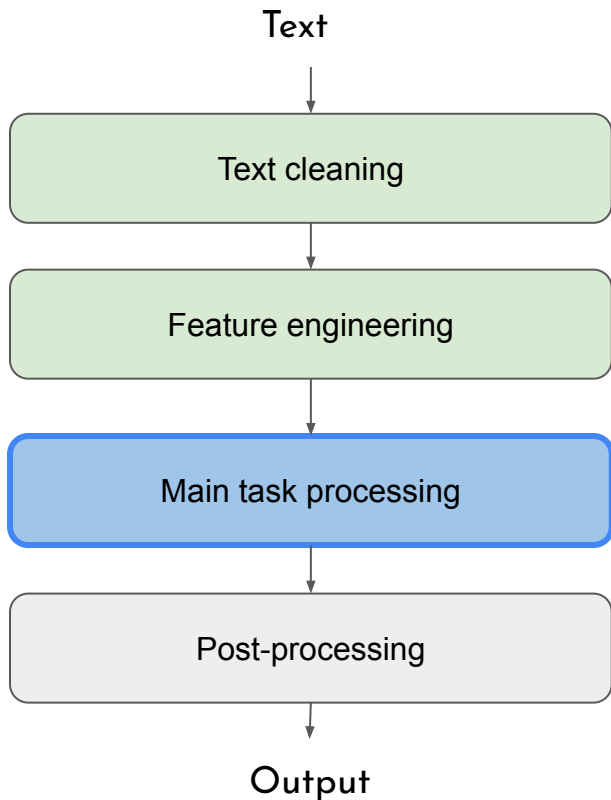 Text
Text cleaning
Feature engineering
Main task processing
Post-processing
Output